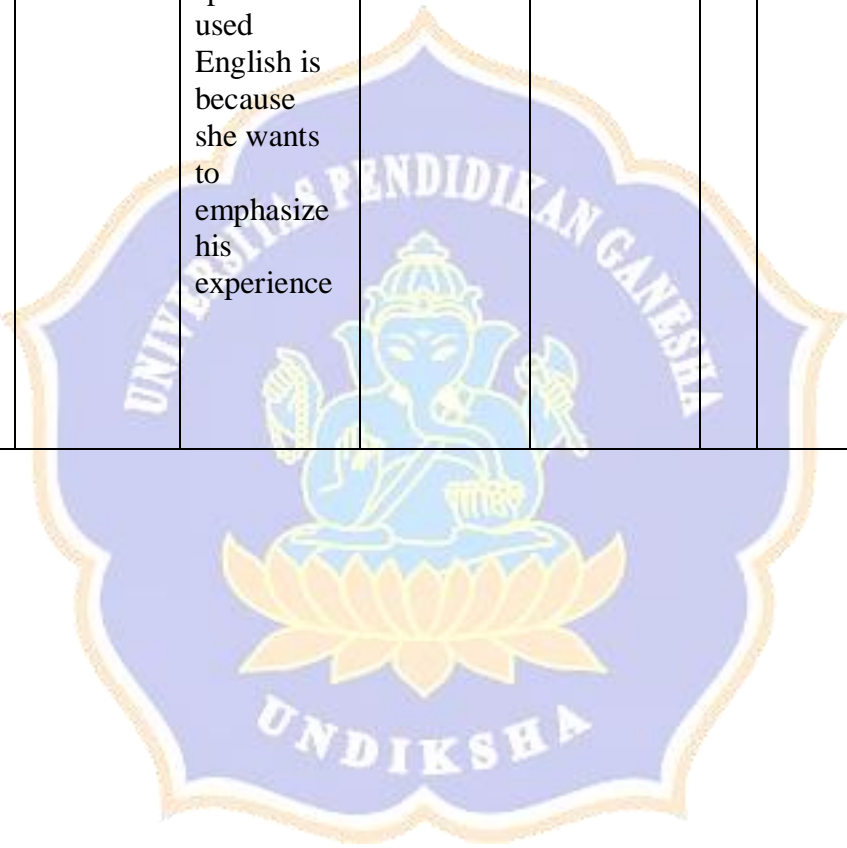 used
English is
because
she wants
to
emphasize
his
experience
UNIVERSITAS PENDIDIKAN GANESHA
UNDIKSHA